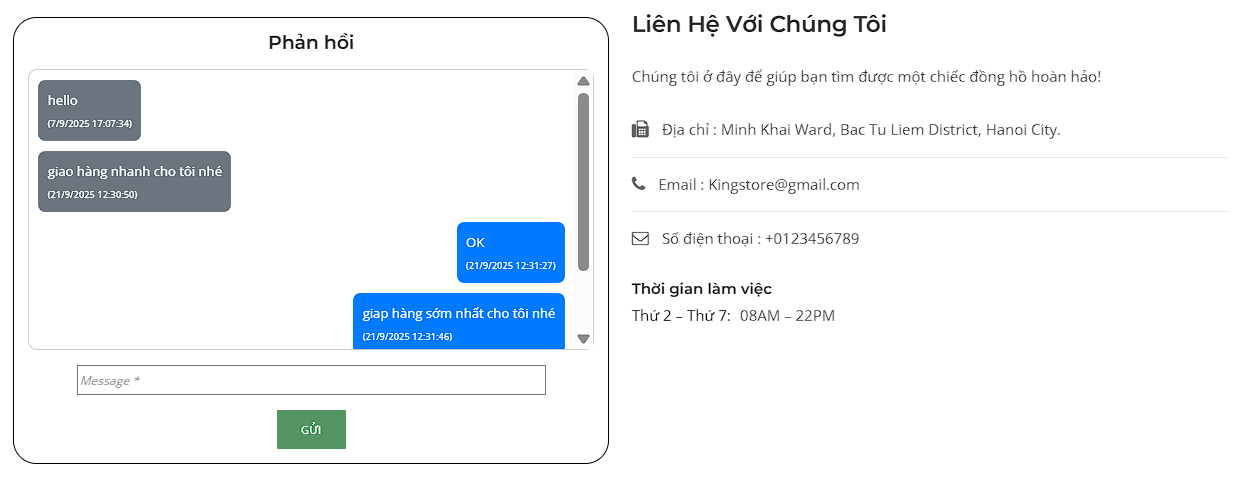 Phản hồi
hello
(7/9/2025 17:07:34)
giao hàng nhanh cho tôi nhé
(21/9/2025 12:30:50)
OK
(21/9/2025 12:31:27)
giap hàng sớm nhất cho tôi nhé
(21/9/2025 12:31:46)
Message *
GỬI
Liên Hệ Với Chúng Tôi
Chúng tôi ở đây để giúp bạn tìm được một chiếc đồng hồ hoàn hảo!
Địa chỉ : Minh Khai Ward, Bac Tu Liem District, Hanoi City.
Email : Kingstore@gmail.com
Số điện thoại : +0123456789
Thời gian làm việc
Thứ 2 – Thứ 7: 08AM – 22PM